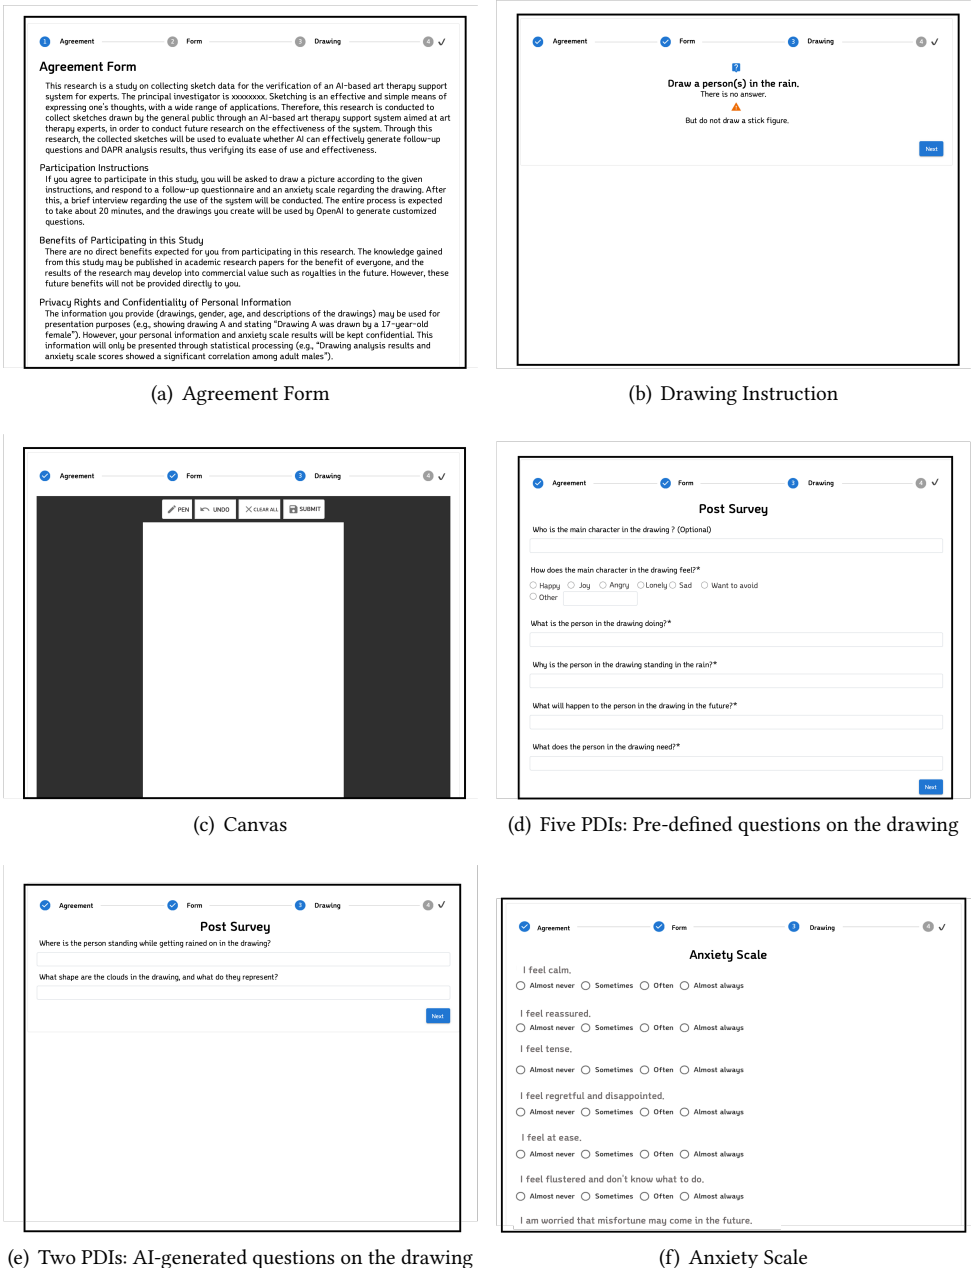 1 Agreement 2 Form 3 Drawing 4
Agreement Form
This research is a study on collecting sketch data for the verification of an AI-based art therapy support
system for experts. The principal investigator is xxxxxxx. Sketching is an effective and simple means of
expressing one's thoughts, with a wide range of applications. Therefore, this research is conducted to
collect sketches drawn by the general public through an AI-based art therapy support system aimed at art
therapy experts, in order to conduct future research on the effectiveness of the system. Through this
research, the collected sketches will be used to evaluate whether AI can effectively generate follow-up
questions and DAPR analysis results, thus verifying its ease of use and effectiveness.
Participation Instructions
If you agree to participate in this study, you will be asked to draw a picture according to the given
instructions, and respond to a follow-up questionnaire and an anxiety scale regarding the drawing. After
this, a brief interview regarding the use of the system will be conducted. The entire process is expected
to take about 20 minutes, and the drawings you create will be used by OpenAI to generate customized
questions.
Benefits of Participating in this Study
There are no direct benefits expected for you from participating in this research. The knowledge gained
from this study may be published in academic research papers for the benefit of everyone, and the
results of the research may develop into commercial value such as royalties in the future. However, these
future benefits will not be provided directly to you.
Privacy Rights and Confidentiality of Personal Information
The information you provide (drawings, gender, age, and descriptions of the drawings) may be used for
presentation purposes (e.g., showing drawing A and stating "Drawing A was drawn by a 17-year-old
female"). However, your personal information and anxiety scale results will be kept confidential. This
information will only be presented through statistical processing (e.g., "Drawing analysis results and
anxiety scale scores showed a significant correlation among adult males").
(a) Agreement Form
Agreement Form 3 Drawing 4
?
Draw a person(s) in the rain.
There is no answer.
But do not draw a stick figure.
Next
(b) Drawing Instruction
Agreement Form 3 Drawing 4
PEN UNDO CLEAR ALL SUBMIT
(c) Canvas
Agreement Form 3 Drawing 4
Post Survey
Who is the main character in the drawing ? (Optional)
How does the main character in the drawing feel?*
Happy Joy Angry Lonely Sad Want to avoid
Other
What is the person in the drawing doing?*
Why is the person in the drawing standing in the rain?*
What will happen to the person in the drawing in the future?*
What does the person in the drawing need?*
Next
(d) Five PDIs: Pre-defined questions on the drawing
Agreement Form 3 Drawing 4
Post Survey
Where is the person standing while getting rained on in the drawing?
What shape are the clouds in the drawing, and what do they represent?
Next
(e) Two PDIs: AI-generated questions on the drawing
Agreement Form 3 Drawing 4
Anxiety Scale
I feel calm.
Almost never Sometimes Often Almost always
I feel reassured.
Almost never Sometimes Often Almost always
I feel tense.
Almost never Sometimes Often Almost always
I feel regretful and disappointed.
Almost never Sometimes Often Almost always
I feel at ease.
Almost never Sometimes Often Almost always
I feel flustered and don't know what to do.
Almost never Sometimes Often Almost always
I am worried that misfortune may come in the future.
(f) Anxiety Scale